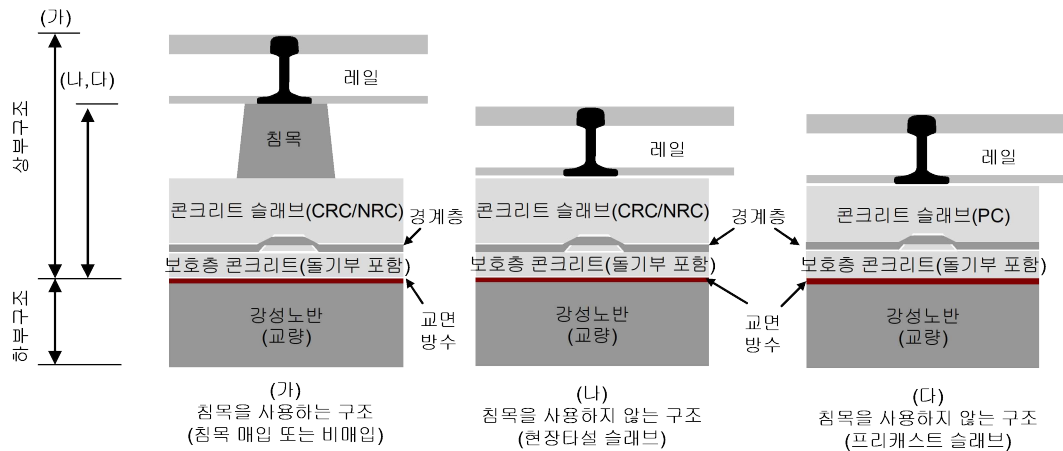 (가)
(나,다)
상부구조
하부구조
레일
침목
콘크리트 슬래브(CRC/NRC)
보호층 콘크리트(돌기부 포함)
강성노반
(교량)
경계층
교면
방수
(가)
침목을 사용하는 구조
(침목 매입 또는 비매입)
레일
콘크리트 슬래브(CRC/NRC)
보호층 콘크리트(돌기부 포함)
강성노반
(교량)
경계층
교면
방수
(나)
침목을 사용하지 않는 구조
(현장타설 슬래브)
레일
콘크리트 슬래브(PC)
보호층 콘크리트(돌기부 포함)
강성노반
(교량)
(다)
침목을 사용하지 않는 구조
(프리캐스트 슬래브)